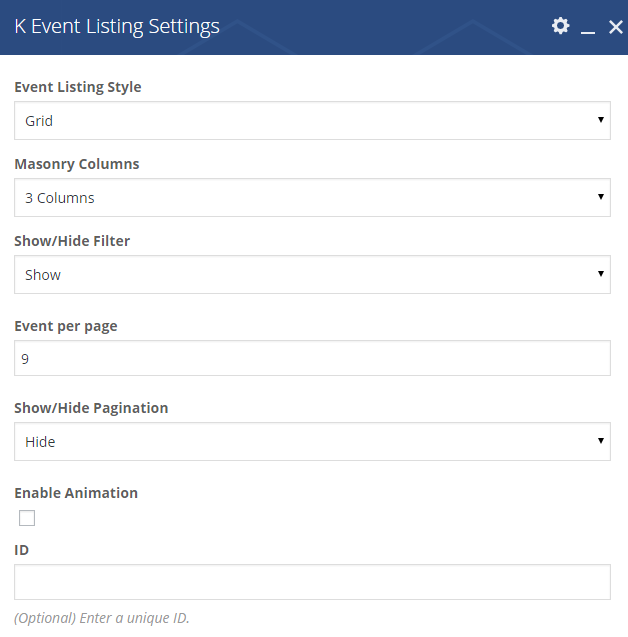 K Event Listing Settings
Event Listing Style
Grid
Masonry Columns
3 Columns
Show/Hide Filter
Show
Event per page
9
Show/Hide Pagination
Hide
Enable Animation
ID
(Optional) Enter a unique ID.